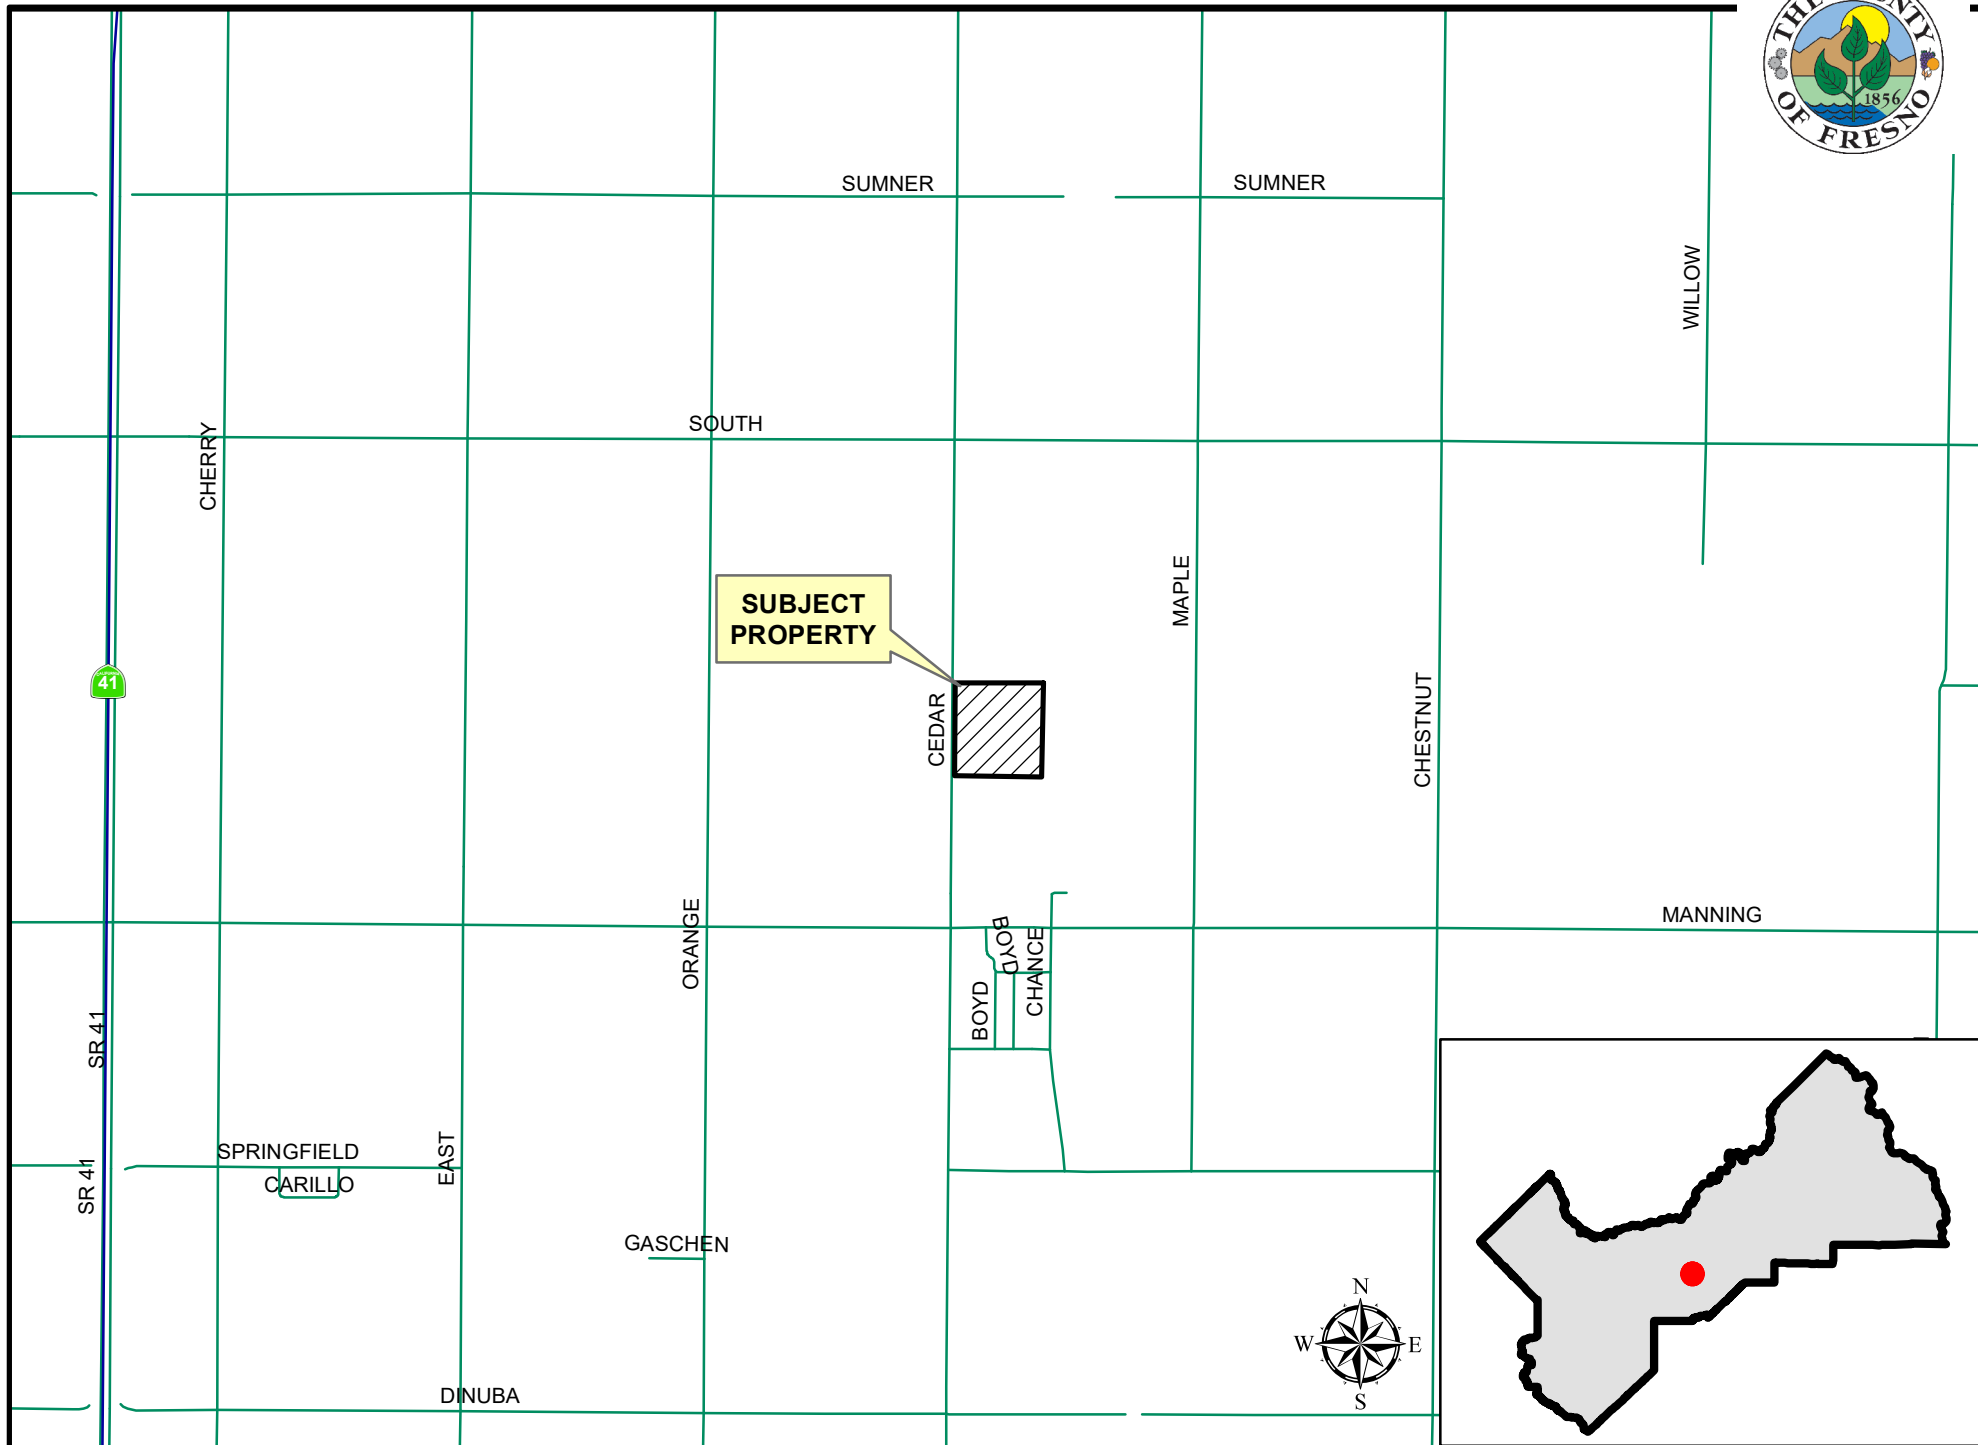 THE COUNTY
OF FRESNO
1856
SUMNER
SUMNER
WILLOW
SOUTH
CHERRY
MAPLE
SUBJECT
PROPERTY
41
CEDAR
CHESTNUT
ORANGE
MANNING
BOYD
CHANCE
BOYD
SR 41
SPRINGFIELD
EAST
SR 41
CARILLO
GASCHEN
N
W
E
S
DINUBA